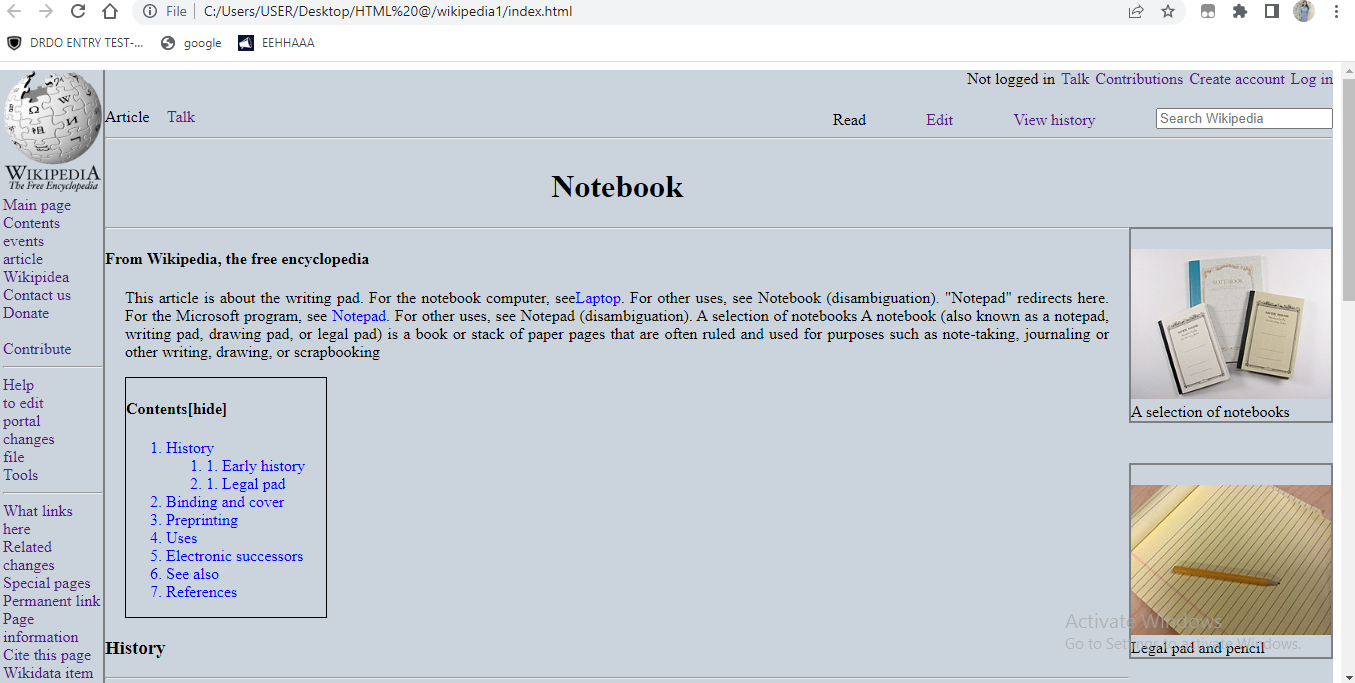 File C:/Users/USER/Desktop/HTML%20@/wikipedia1/index.html
DRDO ENTRY TEST-... google EEHHAAA
Not logged in Talk Contributions Create account Log in
Article Talk Read Edit View history Search Wikipedia
WIKIPEDIA
The Free Encyclopedia
Main page
Contents
events
article
Wikipidea
Contact us
Donate
Contribute
Help
to edit
portal
changes
file
Tools
What links
here
Related
changes
Special pages
Permanent link
Page
information
Cite this page
Wikidata item
Notebook
From Wikipedia, the free encyclopedia
This article is about the writing pad. For the notebook computer, seeLaptop. For other uses, see Notebook (disambiguation). "Notepad" redirects here.
For the Microsoft program, see Notepad. For other uses, see Notepad (disambiguation). A selection of notebooks A notebook (also known as a notepad,
writing pad, drawing pad, or legal pad) is a book or stack of paper pages that are often ruled and used for purposes such as note-taking, journaling or
other writing, drawing, or scrapbooking
Contents[hide]
1. History
1. 1. Early history
2. 1. Legal pad
2. Binding and cover
3. Preprinting
4. Uses
5. Electronic successors
6. See also
7. References
History
A selection of notebooks
Legal pad and pencil
Activate Windows
Go to Settings to activate Windows.